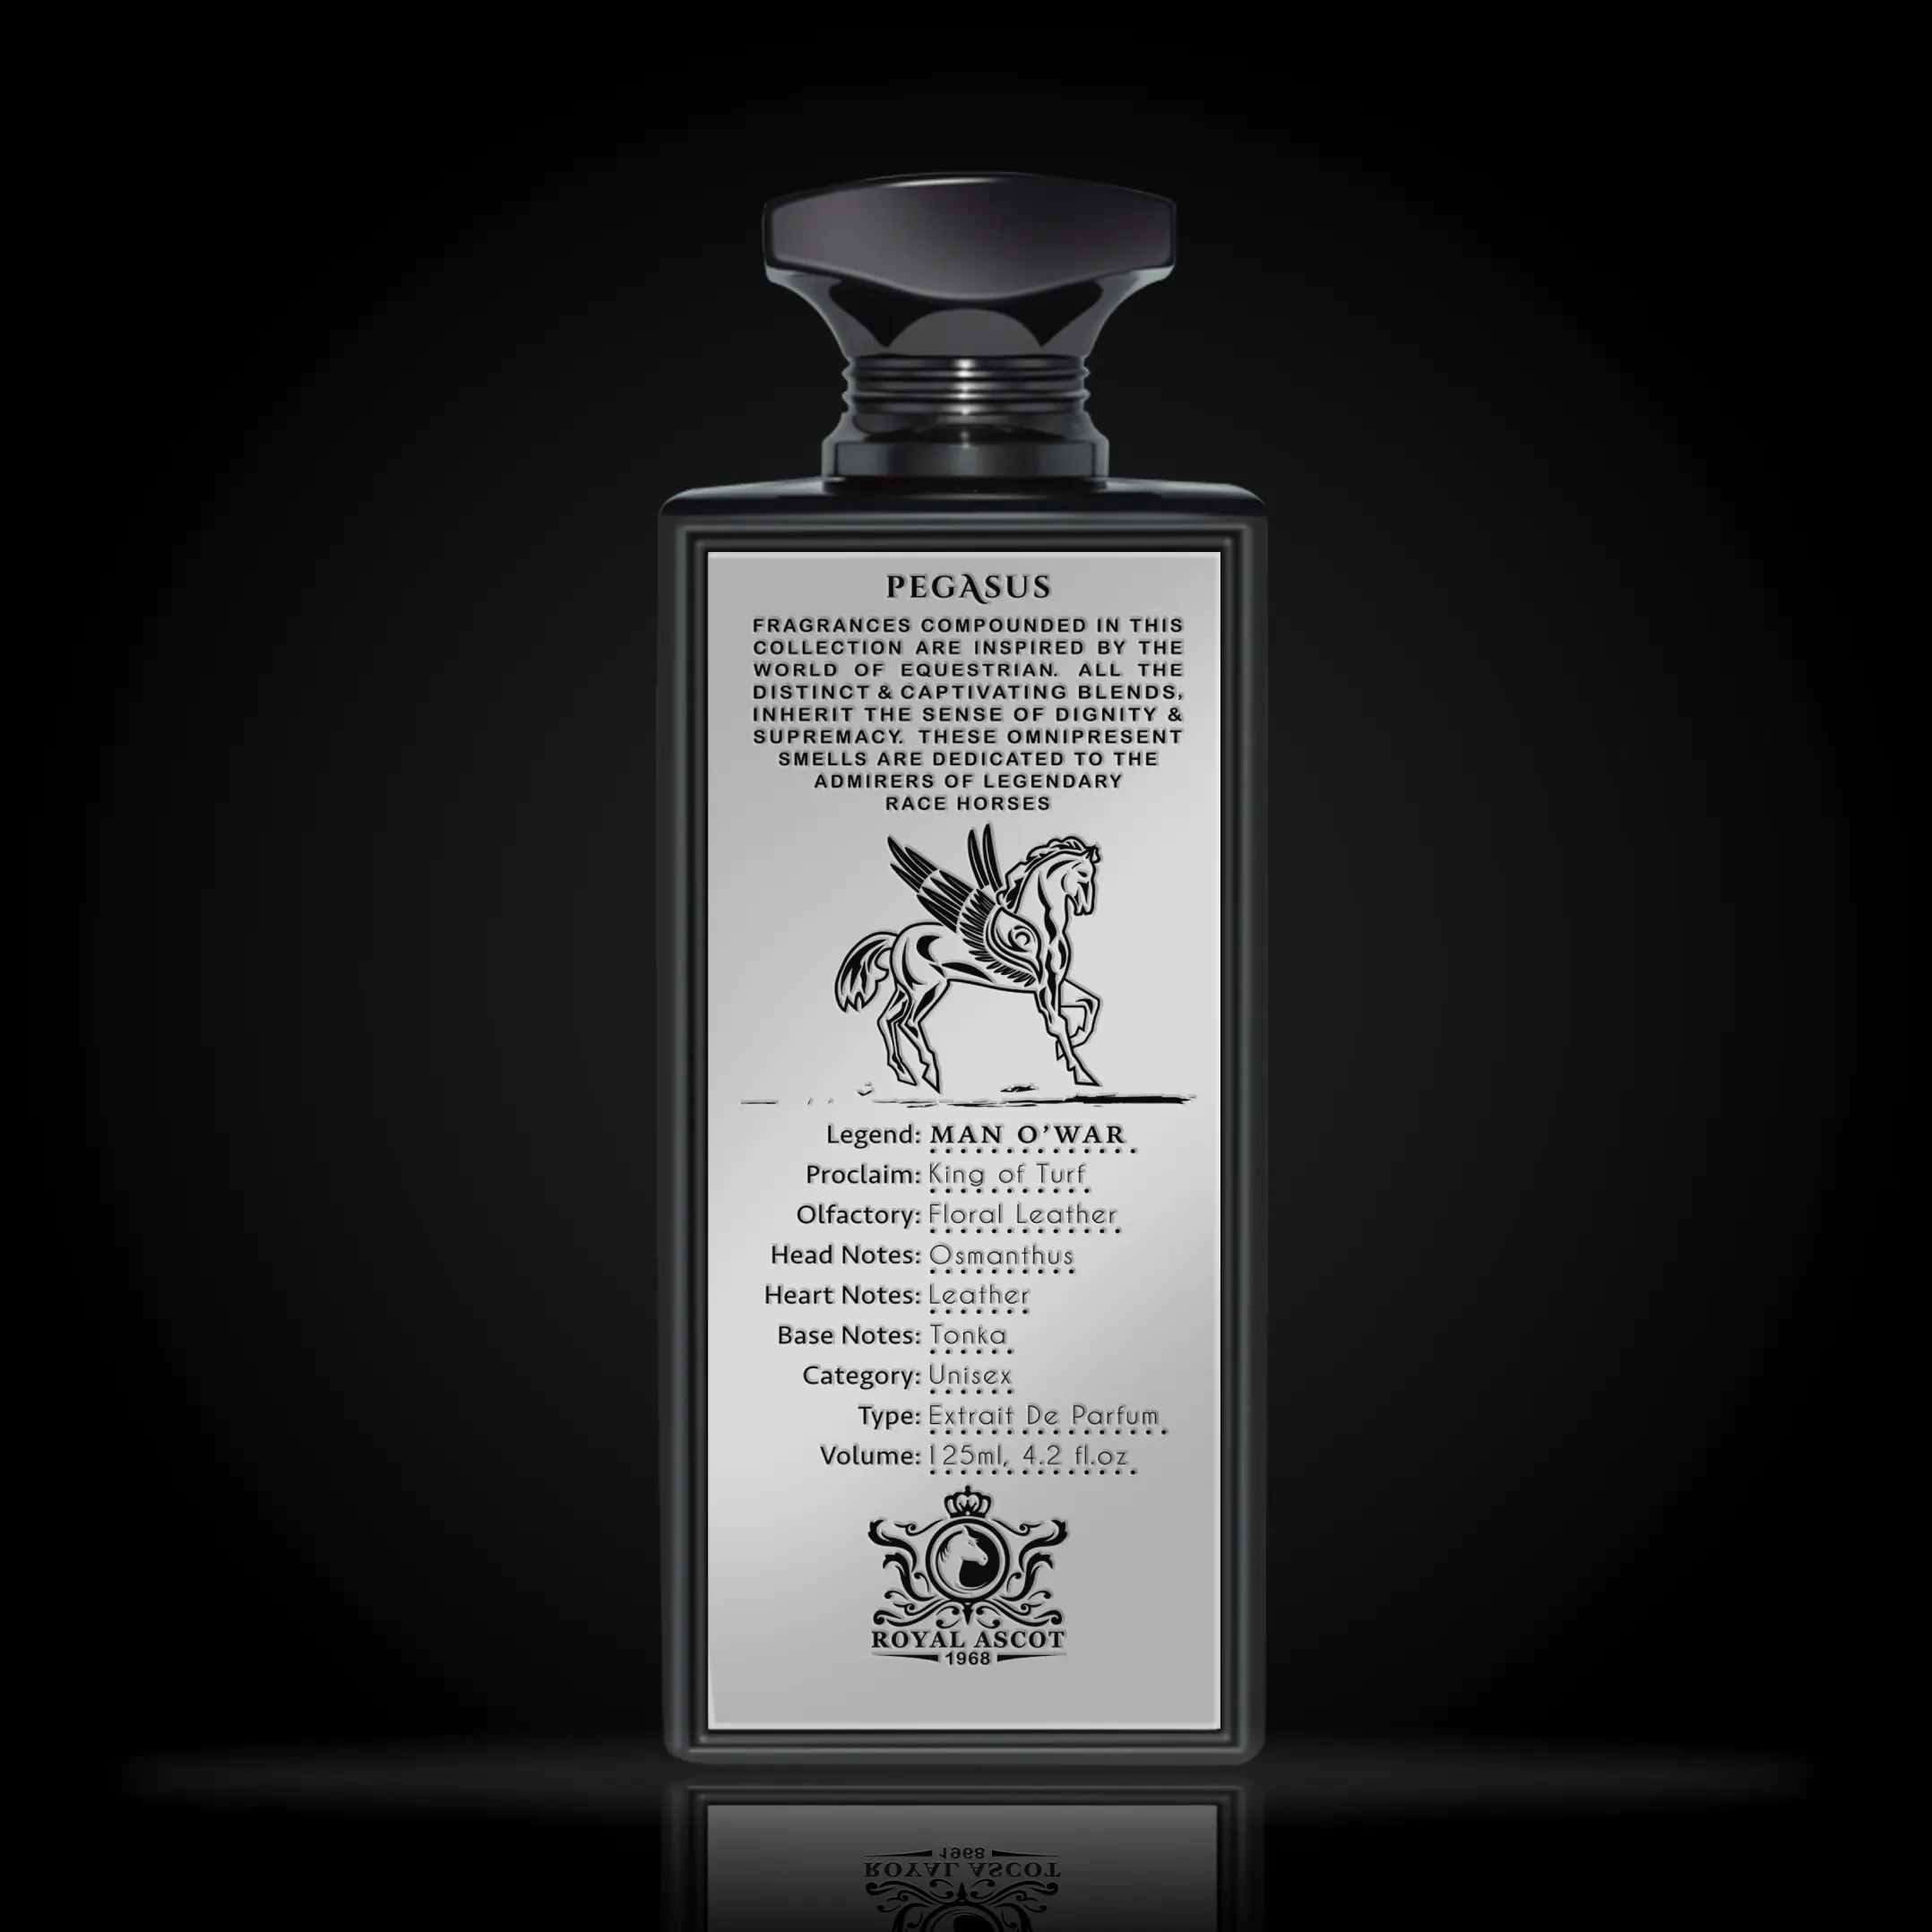 PEGASUS
FRAGRANCES COMPOUNDED IN THIS
COLLECTION ARE INSPIRED BY THE
WORLD OF EQUESTRIAN. ALL THE
DISTINCT & CAPTIVATING BLENDS,
INHERIT THE SENSE OF DIGNITY &
SUPREMACY. THESE OMNIPRESENT
SMELLS ARE DEDICATED TO THE
ADMIRERS OF LEGENDARY
RACE HORSES
Legend: MAN O'WAR
Proclaim: King of Turf
Olfactory: Floral Leather
Head Notes: Osmanthus
Heart Notes: Leather
Base Notes: Tonka
Category: Unisex
Type: Extrait De Parfum
Volume: 125ml, 4.2 fl.oz
ROYAL ASCOT
1968
1968
ROYAL ASCOT